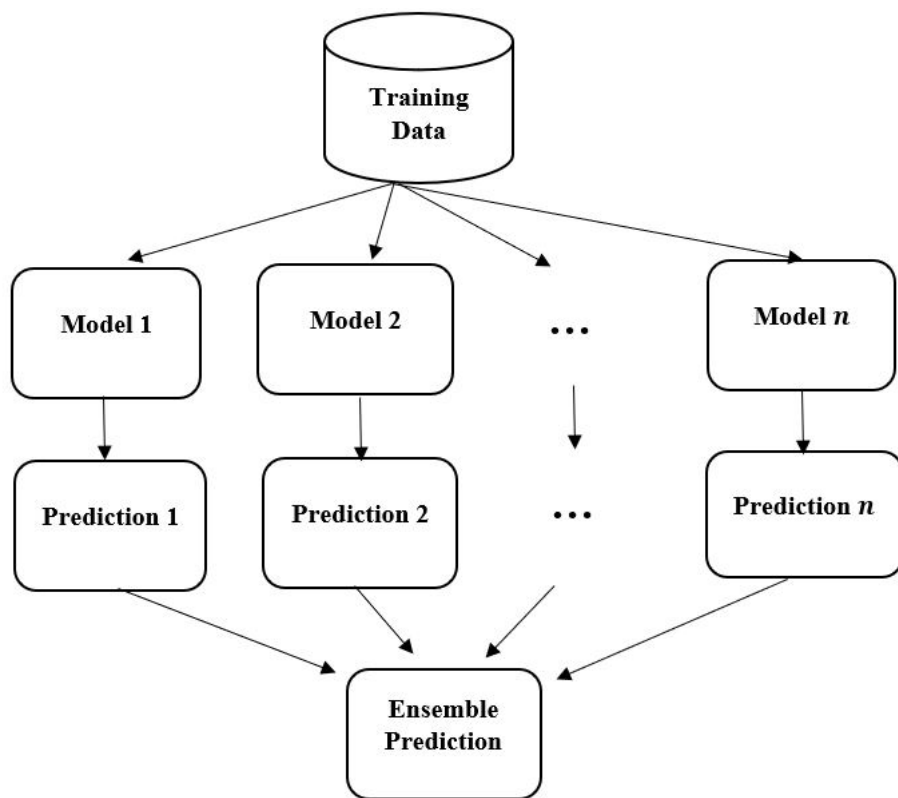 Training
Data
Model 1
Model 2
...
Model n
Prediction 1
Prediction 2
...
Prediction n
Ensemble
Prediction